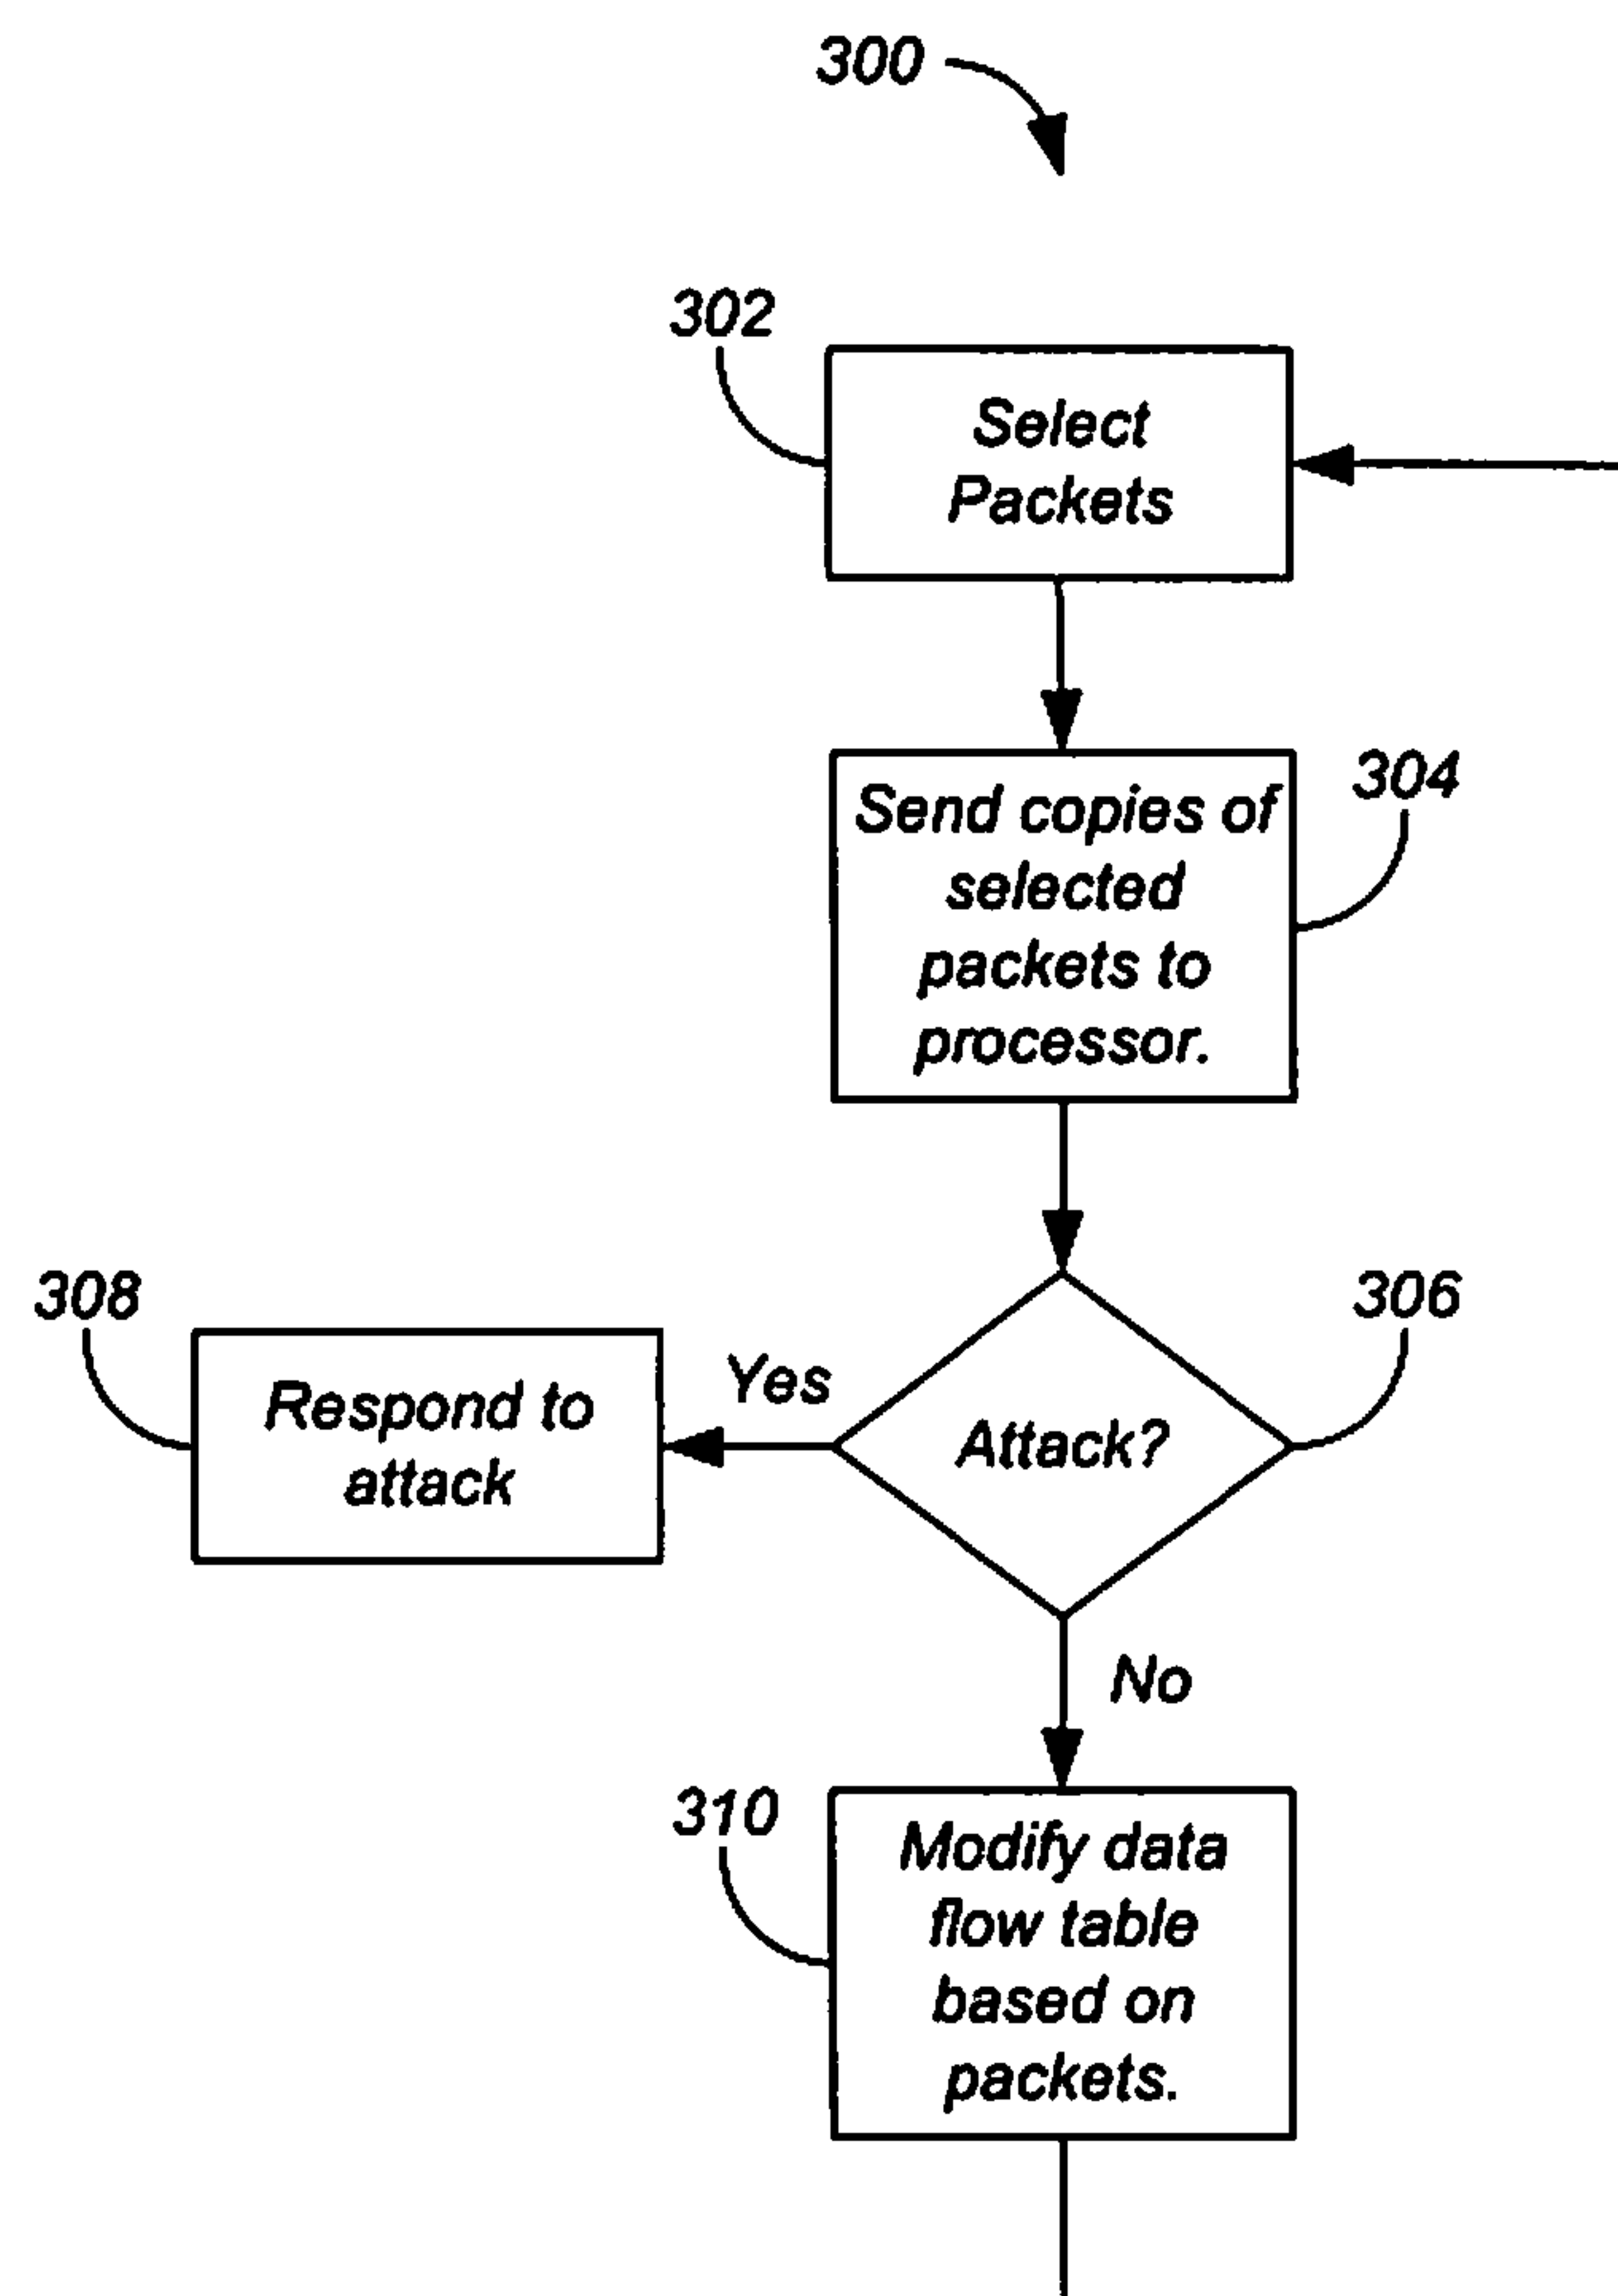 300
302
Select
Packets
304
Send copies of
selected
packets to
processor.
308
306
Respond to
attack
Yes
Attack?
No
310
Modify data
flow table
based on
packets.